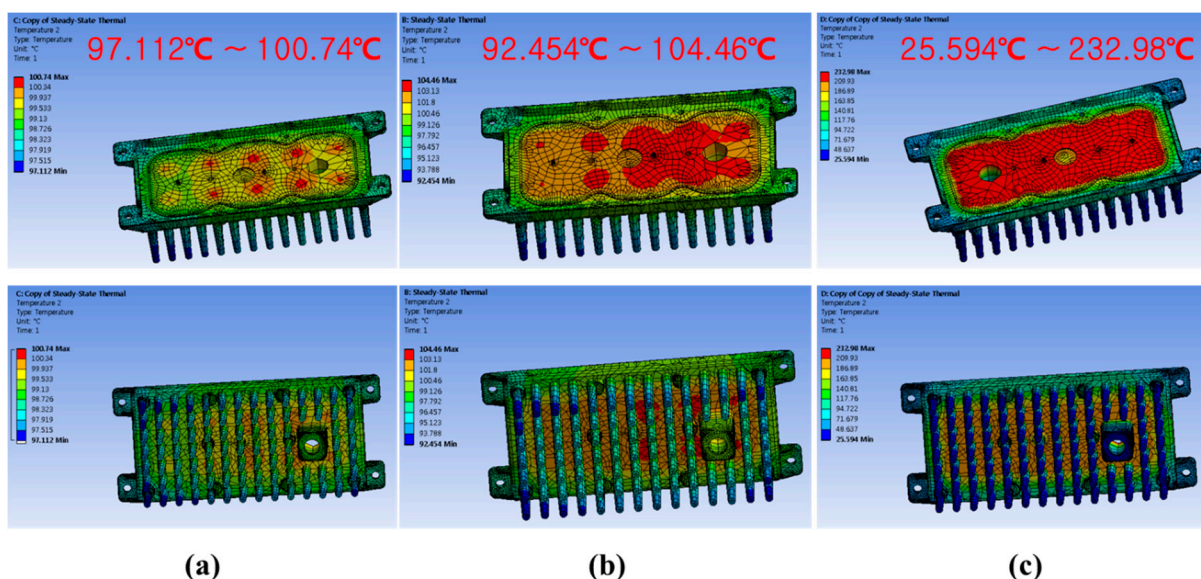 C: Copy of Steady-State Thermal
Temperature 2
Type: Temperature
Unit: °C
Time: 1
97.112℃ ~ 100.74℃
100.74 Max
100.34
99.937
99.533
99.13
98.726
98.323
97.919
97.515
97.112 Min
B: Steady-State Thermal
Temperature 2
Type: Temperature
Unit: °C
Time: 1
92.454℃ ~ 104.46℃
104.46 Max
103.13
101.8
100.46
99.126
97.792
96.457
95.123
93.788
92.454 Min
D: Copy of Copy of Steady-State Thermal
Temperature 2
Type: Temperature
Unit: °C
Time: 1
25.594℃ ~ 232.98℃
232.98 Max
209.93
186.89
163.85
140.81
117.76
94.722
71.679
48.637
25.594 Min
C: Copy of Steady-State Thermal
Temperature 2
Type: Temperature
Unit: °C
Time: 1
100.74 Max
100.34
99.937
99.533
99.13
98.726
98.323
97.919
97.515
97.112 Min
B: Steady-State Thermal
Temperature 2
Type: Temperature
Unit: °C
Time: 1
104.46 Max
103.13
101.8
100.46
99.126
97.792
96.457
95.123
93.788
92.454 Min
D: Copy of Copy of Steady-State Thermal
Temperature 2
Type: Temperature
Unit: °C
Time: 1
232.98 Max
209.93
186.89
163.85
140.81
117.76
94.722
71.679
48.637
25.594 Min
(a)
(b)
(c)